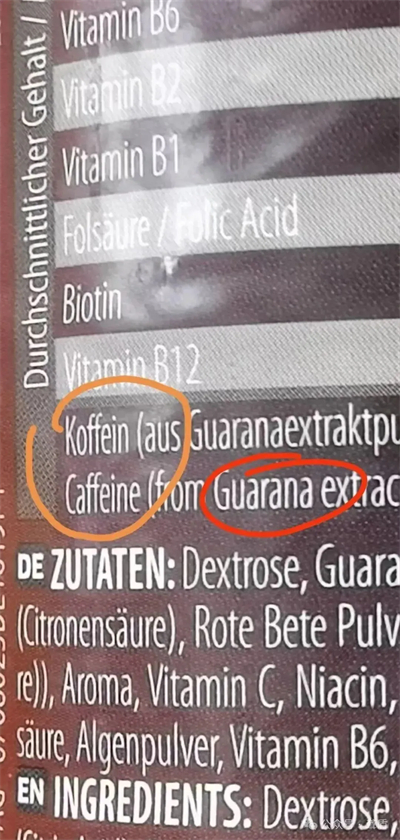 Durchschnittlicher Gehalt /
Vitamin B6
Vitamin B2
Vitamin B1
Folsäure / Folic Acid
Biotin
Vitamin B12
Koffein (aus Guaranaextraktpu
Caffeine (from Guarana extrac
DE ZUTATEN: Dextrose, Guara
(Citronensäure), Rote Bete Pulv
re)), Aroma, Vitamin C, Niacin,
säure, Algenpulver, Vitamin B6,
EN INGREDIENTS: Dextrose,